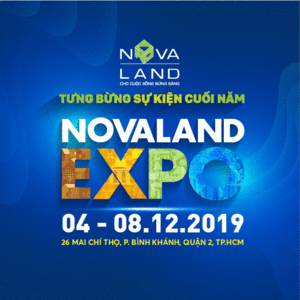 NOVA
LAND
CHO CUỘC SỐNG BỪNG SÁNG
TƯNG BỪNG SỰ KIỆN CUỐI NĂM
NOVALAND
EXPO
04 - 08.12.2019
26 MAI CHÍ THỌ, P. BÌNH KHÁNH, QUẬN 2, TP.HCM